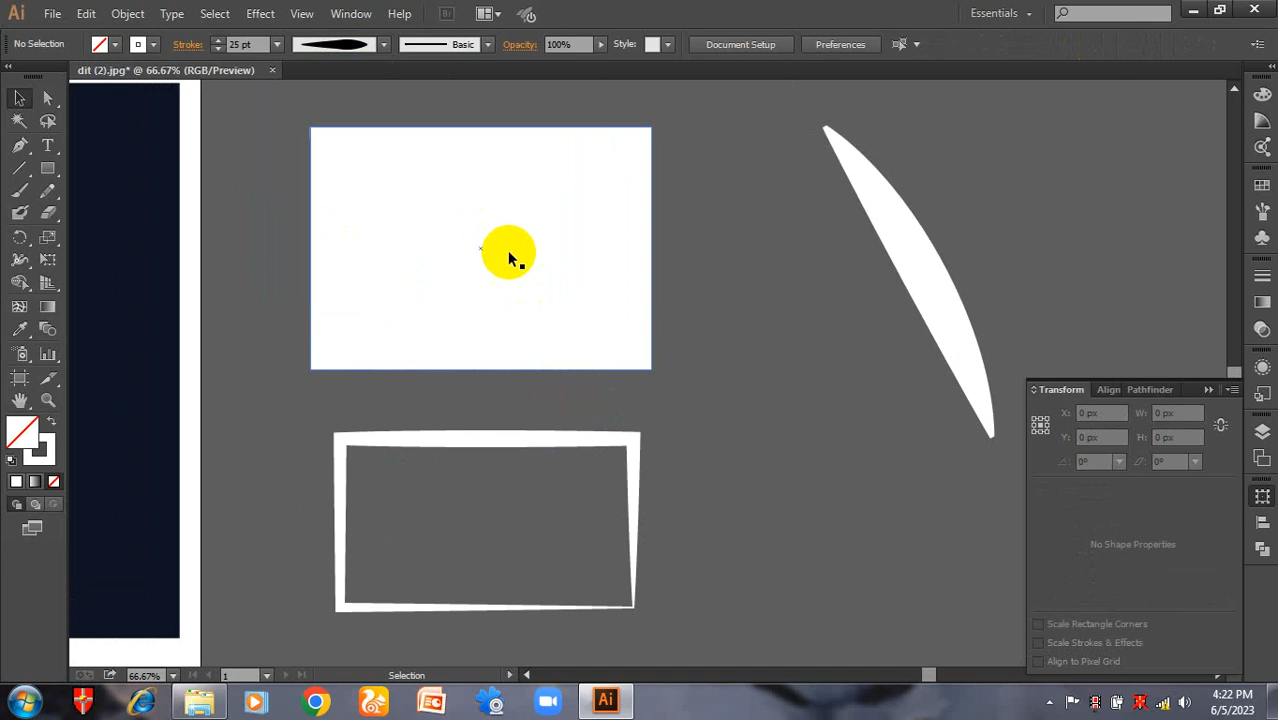 Ai File Edit Object Type Select Effect View Window Help Br Essentials
No Selection Stroke: 25 pt Basic Opacity: 100% Style: Document Setup Preferences
dit (2).jpg* @ 66.67% (RGB/Preview)
Transform Align Pathfinder
X: 0 px W: 0 px
Y: 0 px H: 0 px
0° 0°
No Shape Properties
Scale Rectangle Corners
Scale Strokes & Effects
Align to Pixel Grid
66.67% 1 Selection
Ai 4:22 PM
6/5/2023